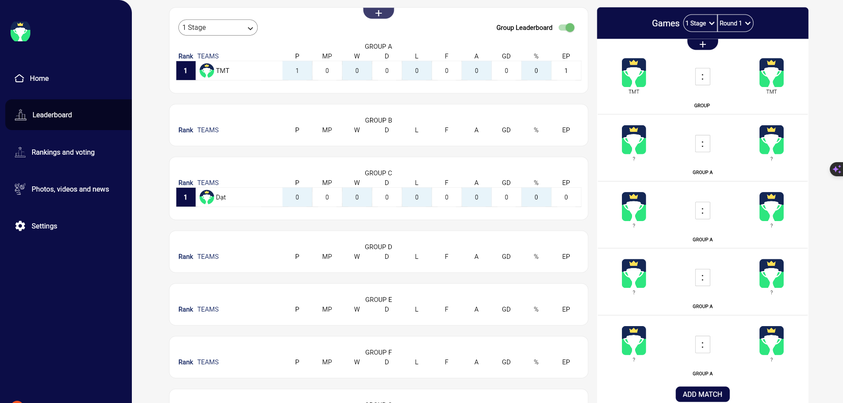 Home
Leaderboard
Rankings and voting
Photos, videos and news
Settings
+
1 Stage
Group Leaderboard
GROUP A
Rank TEAMS P MP W D L F A GD % EP
1 TMT 1 0 0 0 0 0 0 0 0 1
GROUP B
Rank TEAMS P MP W D L F A GD % EP
GROUP C
Rank TEAMS P MP W D L F A GD % EP
1 Dat 0 0 0 0 0 0 0 0 0 0
GROUP D
Rank TEAMS P MP W D L F A GD % EP
GROUP E
Rank TEAMS P MP W D L F A GD % EP
GROUP F
Rank TEAMS P MP W D L F A GD % EP
Games 1 Stage Round 1
+
:
TMT TMT
GROUP
:
? ?
GROUP A
:
? ?
GROUP A
:
? ?
GROUP A
:
? ?
GROUP A
ADD MATCH